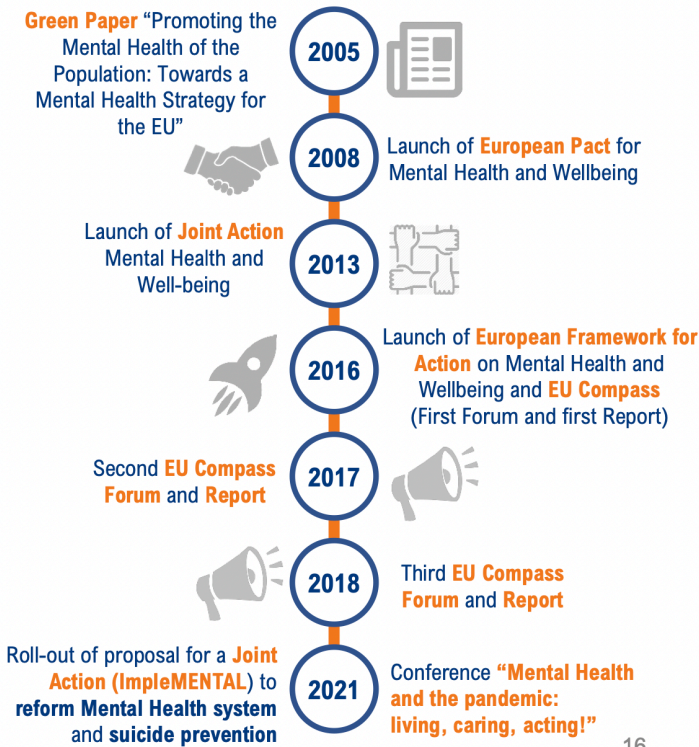 Green Paper “Promoting the
Mental Health of the
Population: Towards a
Mental Health Strategy for
the EU”
2005
2008
Launch of European Pact for
Mental Health and Wellbeing
Launch of Joint Action
Mental Health and
Well-being
2013
2016
Launch of European Framework for
Action on Mental Health and
Wellbeing and EU Compass
(First Forum and first Report)
Second EU Compass
Forum and Report
2017
2018
Third EU Compass
Forum and Report
Roll-out of proposal for a Joint
Action (ImpleMENTAL) to
reform Mental Health system
and suicide prevention
2021
Conference “Mental Health
and the pandemic:
living, caring, acting!”
16